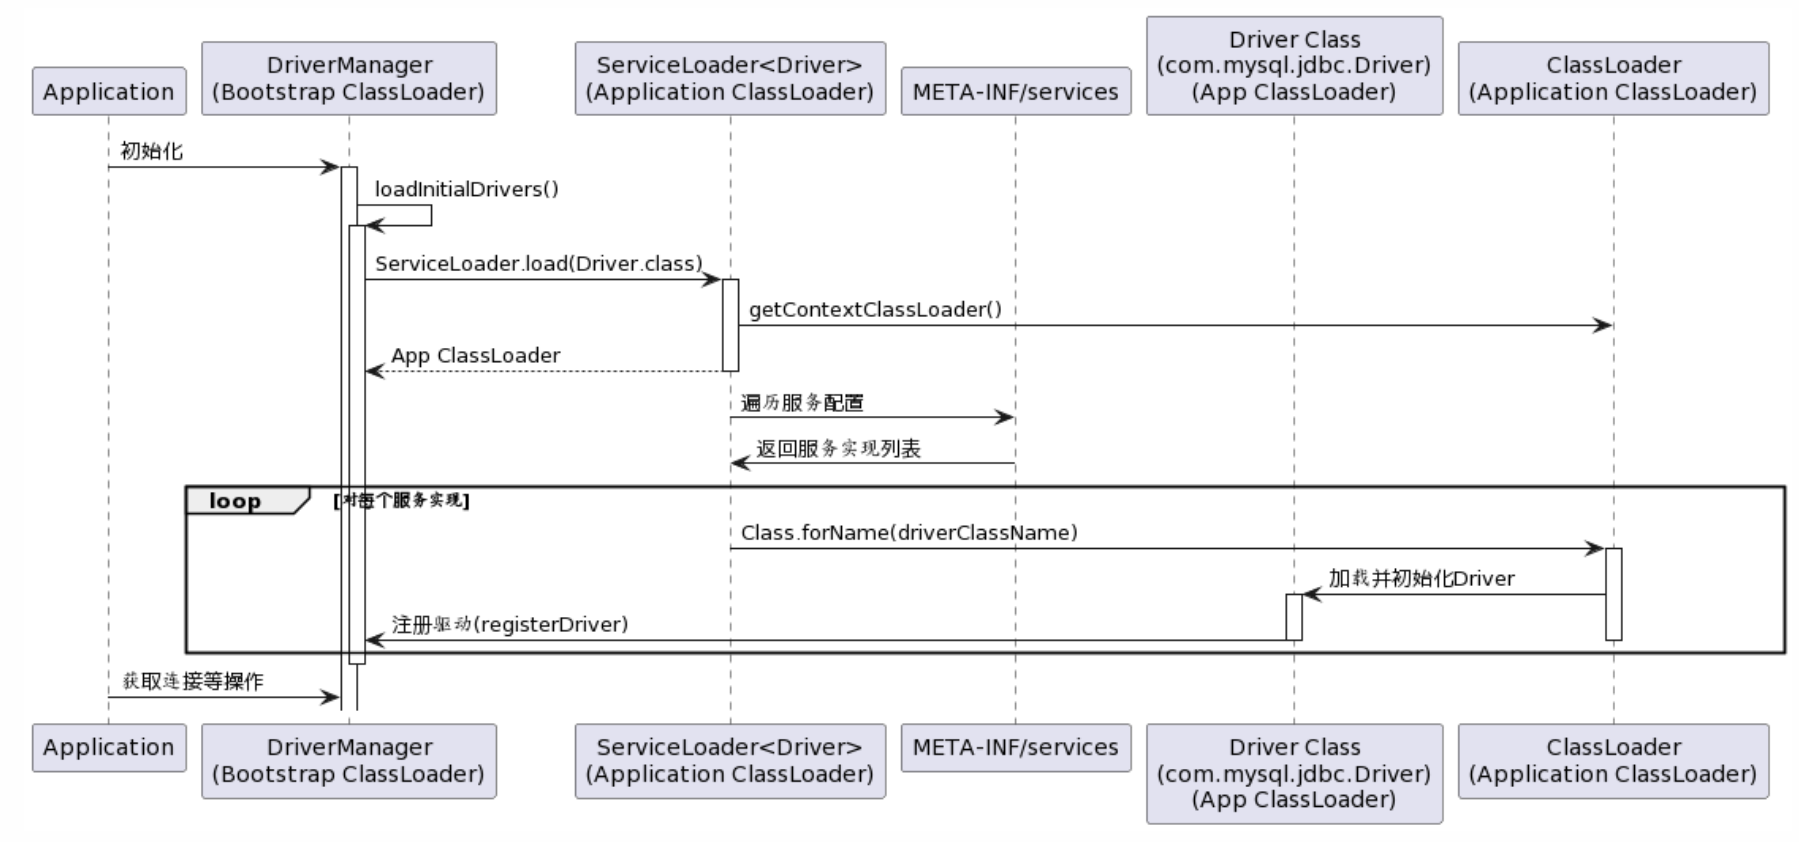 Application
DriverManager
(Bootstrap ClassLoader)
ServiceLoader<Driver>
(Application ClassLoader)
META-INF/services
Driver Class
(com.mysql.jdbc.Driver)
(App ClassLoader)
ClassLoader
(Application ClassLoader)
初始化
loadInitialDrivers()
ServiceLoader.load(Driver.class)
getContextClassLoader()
App ClassLoader
遍历服务配置
返回服务实现列表
loop [对每个服务实现]
Class.forName(driverClassName)
加载并初始化Driver
注册驱动(registerDriver)
获取连接等操作
Application
DriverManager
(Bootstrap ClassLoader)
ServiceLoader<Driver>
(Application ClassLoader)
META-INF/services
Driver Class
(com.mysql.jdbc.Driver)
(App ClassLoader)
ClassLoader
(Application ClassLoader)